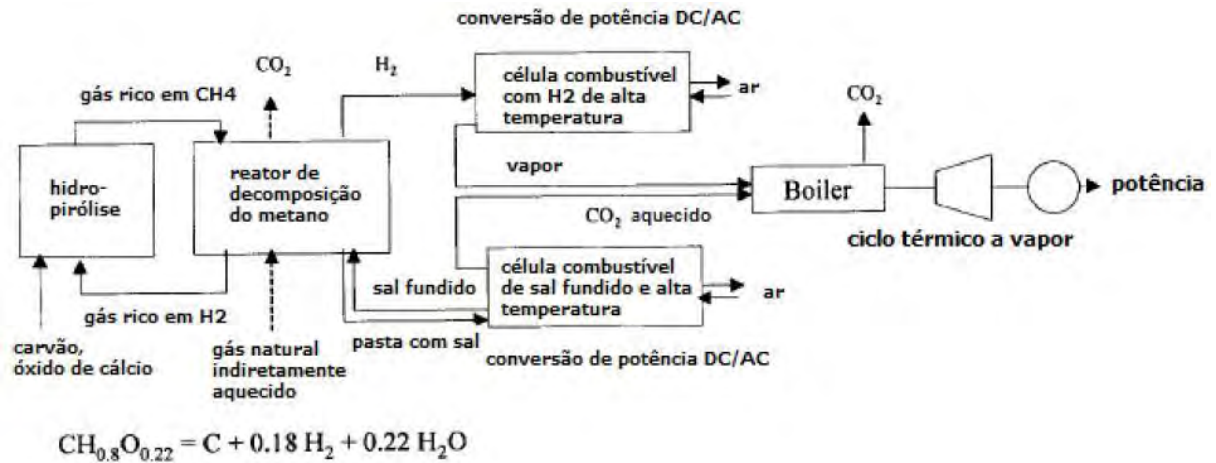 conversão de potência DC/AC
CO2
H2
gás rico em CH4
célula combustível
com H2 de alta
temperatura
ar
CO2
hidro-
pirólise
reator de
decomposição
do metano
vapor
Boiler
potência
CO2 aquecido
ciclo térmico a vapor
célula combustível
de sal fundido e alta
temperatura
sal fundido
ar
gás rico em H2
pasta com sal
carvão,
óxido de cálcio
gás natural
indiretamente
aquecido
conversão de potência DC/AC
CH0.8O0.22 = C + 0.18 H2 + 0.22 H2O